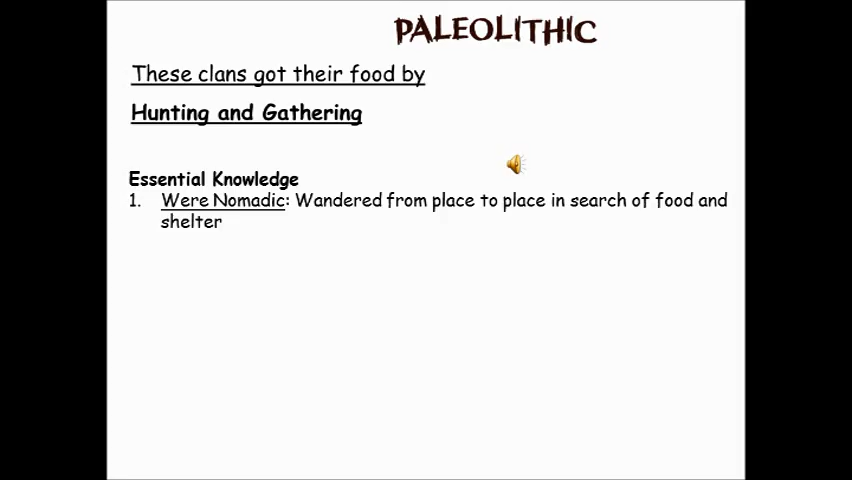 PALEOLITHIC
These clans got their food by
Hunting and Gathering
Essential Knowledge
1. Were Nomadic: Wandered from place to place in search of food and
shelter